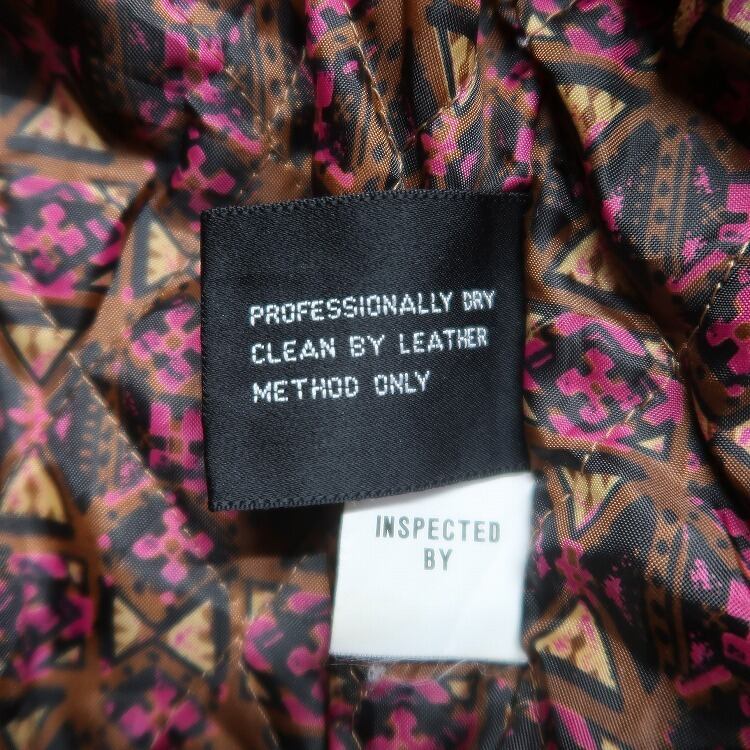 PROFESSIONALLY DRY
CLEAN BY LEATHER
METHOD ONLY
INSPECTED
BY